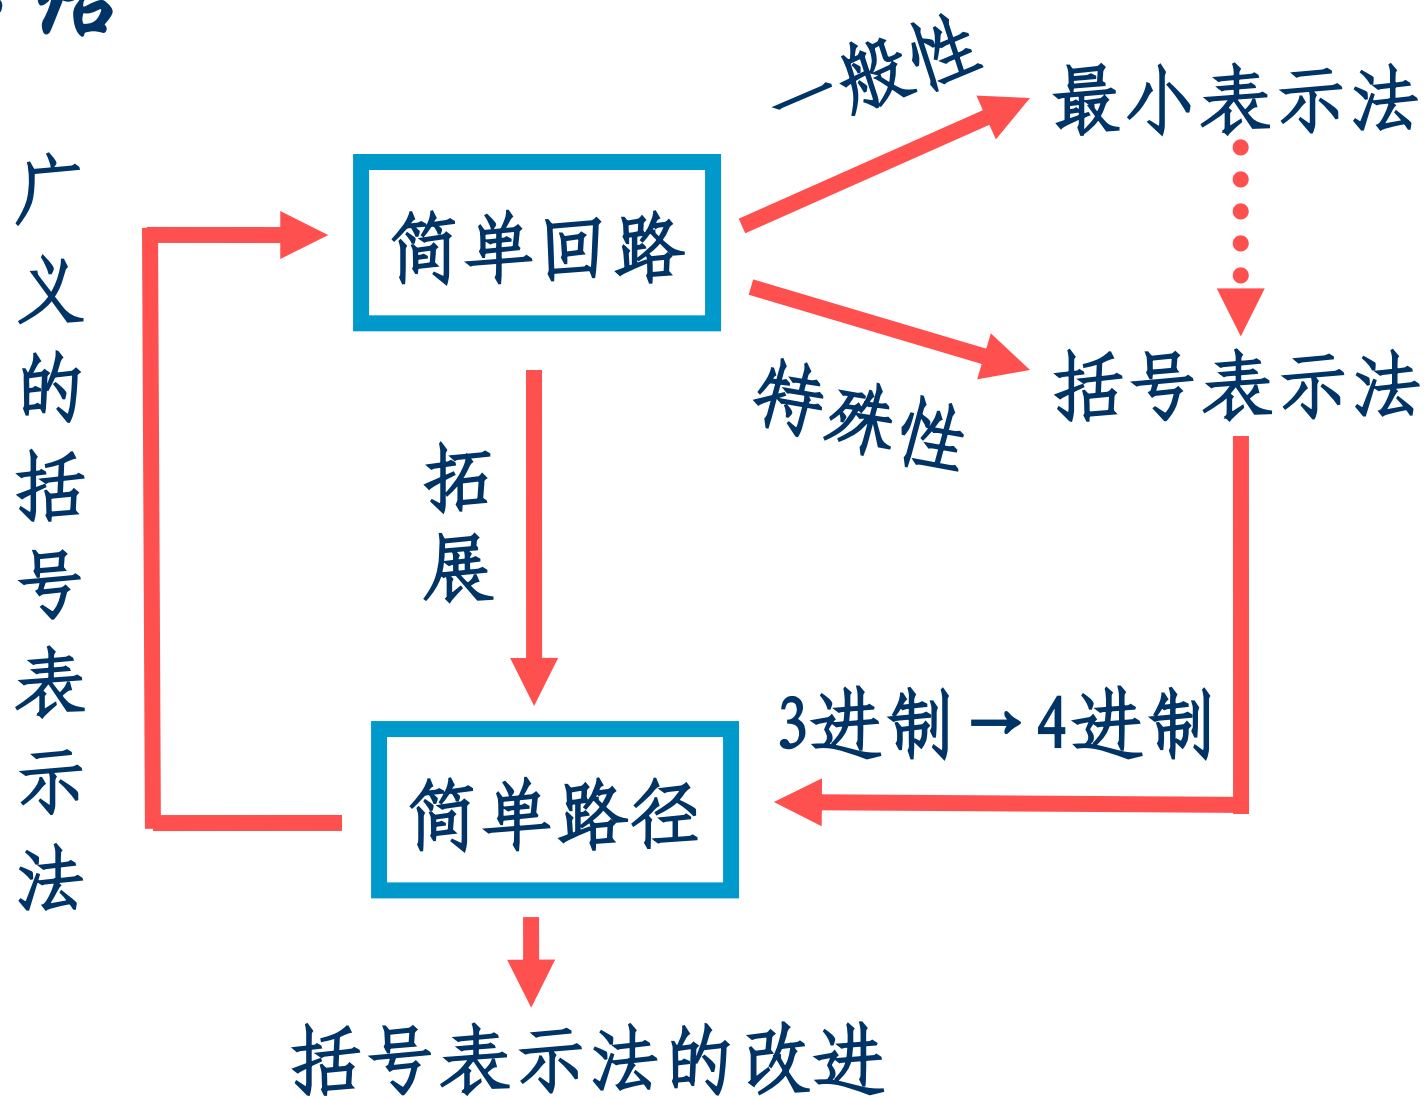 结
一般性
最小表示法
简单回路
特殊性
括号表示法
广义的括号表示法
拓展
3进制→4进制
简单路径
括号表示法的改进